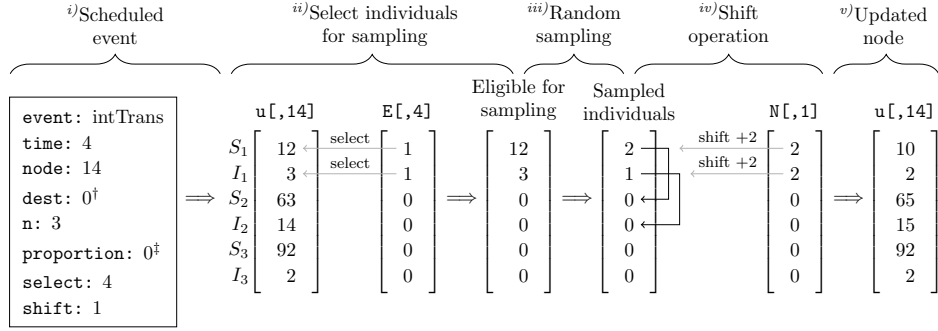 i) Scheduled event
ii) Select individuals for sampling
iii) Random sampling
iv) Shift operation
v) Updated node
event: intTrans
time: 4
node: 14
dest: 0†
n: 3
proportion: 0‡
select: 4
shift: 1
u[,14] E[,4] Eligible for sampling Sampled individuals N[,1] u[,14]
S1 12 select 1 12 2 shift +2 2 10
I1 3 select 1 3 1 shift +2 2 2
S2 63 0 0 0 0 65
I2 14 0 0 0 0 15
S3 92 0 0 0 0 92
I3 2 0 0 0 0 2